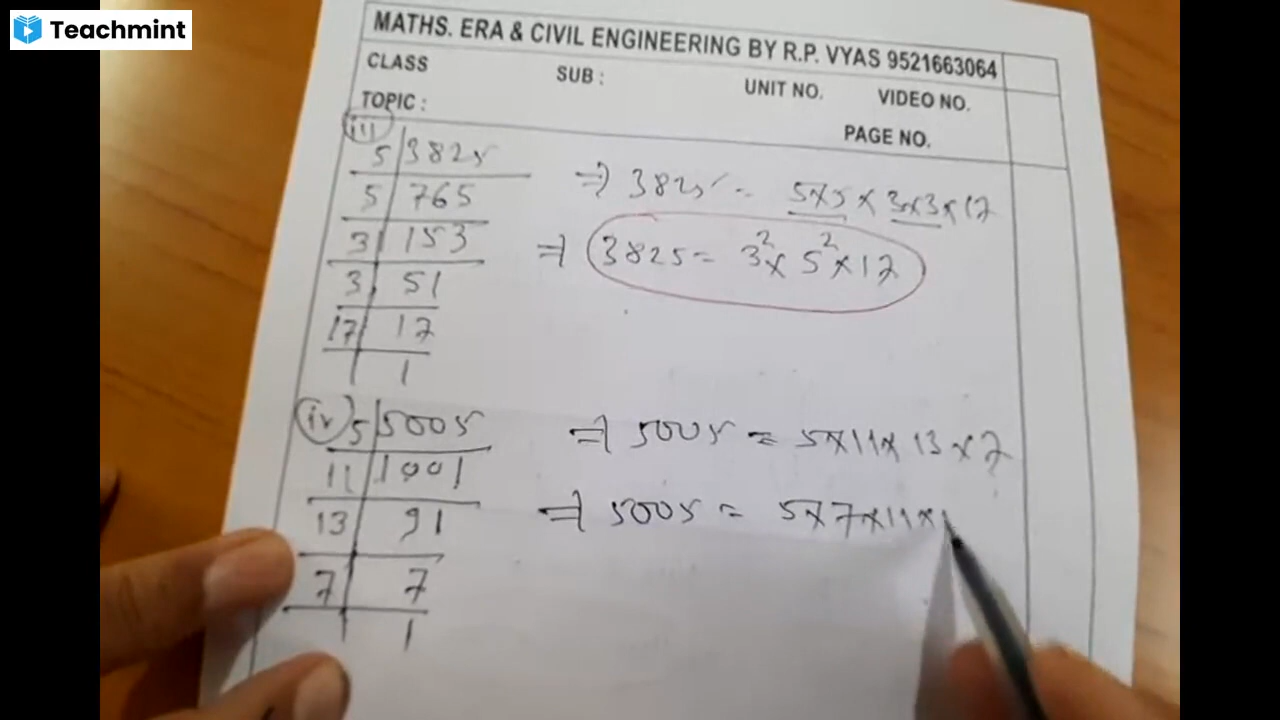 Teachmint
MATHS. ERA & CIVIL ENGINEERING BY R.P. VYAS 9521663064
CLASS SUB : UNIT NO. VIDEO NO.
TOPIC : PAGE NO.
iii
5 | 3825 ⇒ 3825 = 5×5 × 3×3×17
5 | 765
3 | 153 ⇒ 3825 = 3² × 5² × 17
3 | 51
17 | 17
1
iv 5 | 5005 ⇒ 5005 = 5×11× 13 × 7
11 | 1001
13 | 91 ⇒ 5005 = 5×7×11×1
7 | 7
1